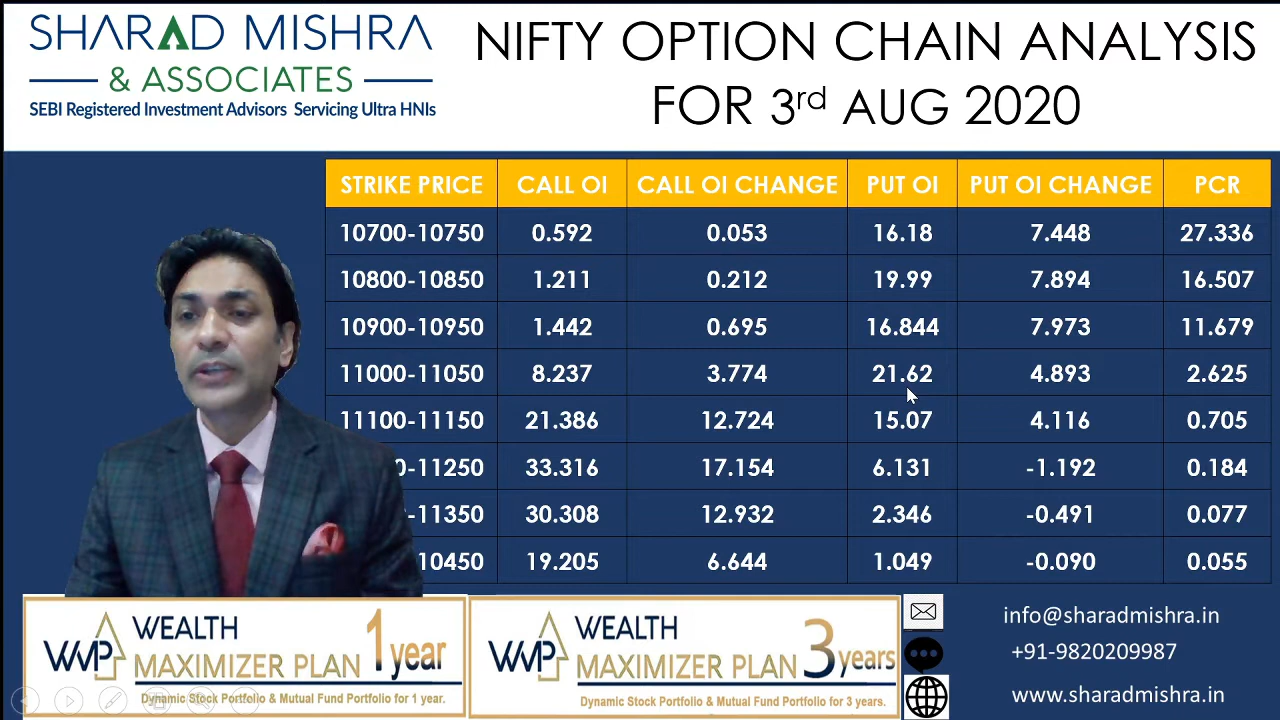 SHARAD MISHRA
& ASSOCIATES
SEBI Registered Investment Advisors Servicing Ultra HNIs
NIFTY OPTION CHAIN ANALYSIS
FOR 3rd AUG 2020
STRIKE PRICE CALL OI CALL OI CHANGE PUT OI PUT OI CHANGE PCR
10700-10750 0.592 0.053 16.18 7.448 27.336
10800-10850 1.211 0.212 19.99 7.894 16.507
10900-10950 1.442 0.695 16.844 7.973 11.679
11000-11050 8.237 3.774 21.62 4.893 2.625
11100-11150 21.386 12.724 15.07 4.116 0.705
0-11250 33.316 17.154 6.131 -1.192 0.184
-11350 30.308 12.932 2.346 -0.491 0.077
10450 19.205 6.644 1.049 -0.090 0.055
WMP WEALTH MAXIMIZER PLAN 1 year
Dynamic Stock Portfolio & Mutual Fund Portfolio for 1 year.
WMP WEALTH MAXIMIZER PLAN 3 years
Dynamic Stock Portfolio & Mutual Fund Portfolio for 3 years.
info@sharadmishra.in
+91-9820209987
www.sharadmishra.in